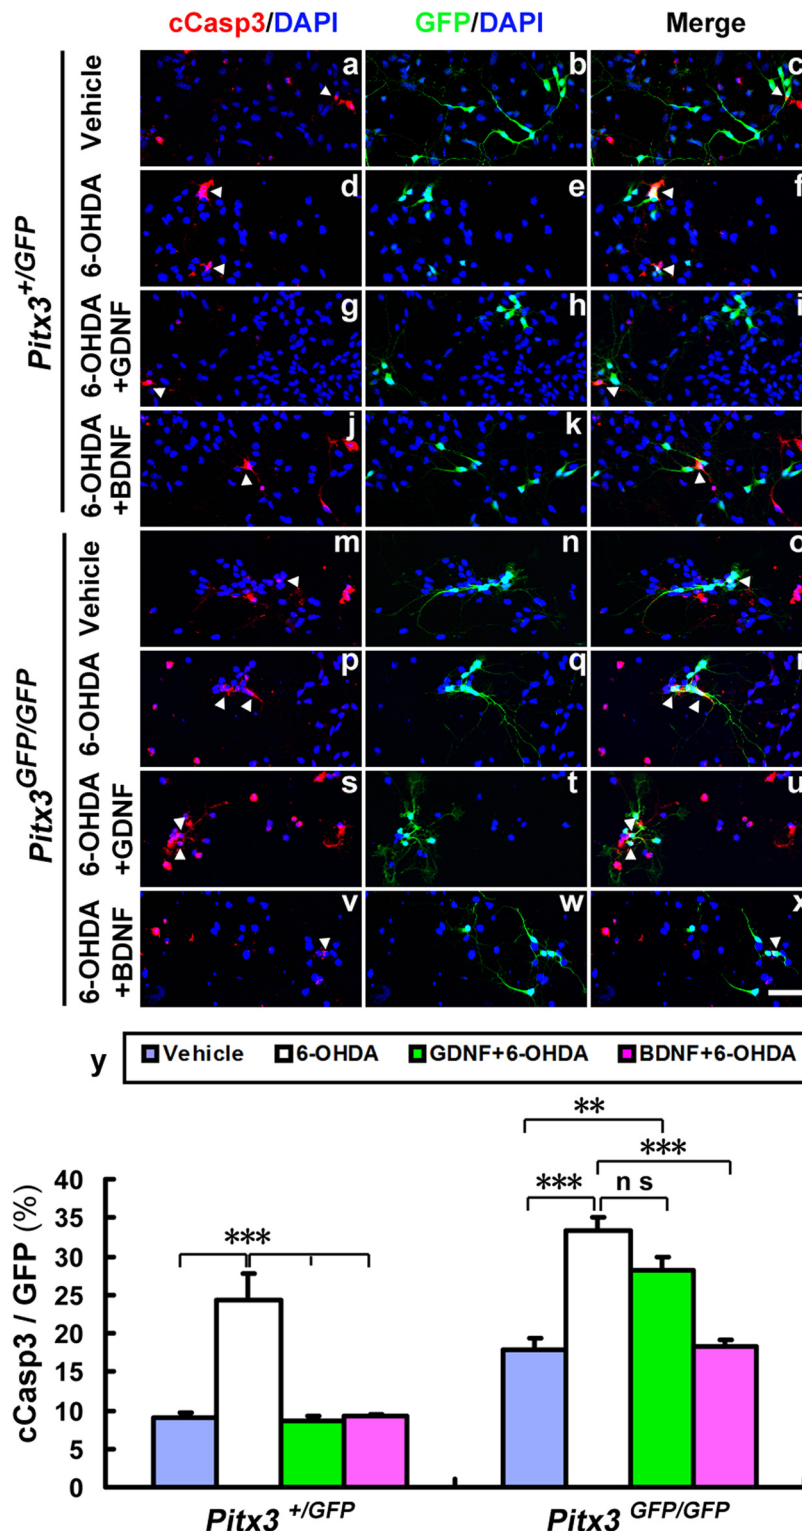 cCasp3/DAPI GFP/DAPI Merge
Pitx3+/GFP
Vehicle
a b c
6-OHDA
d e f
6-OHDA
+GDNF
g h i
6-OHDA
+BDNF
j k
Pitx3GFP/GFP
Vehicle
m n o
6-OHDA
p q r
6-OHDA
+GDNF
s t u
6-OHDA
+BDNF
v w x
y
Vehicle 6-OHDA GDNF+6-OHDA BDNF+6-OHDA
**
***
*** n s
***
cCasp3 / GFP (%)
40
35
30
25
20
15
10
5
0
Pitx3 +/GFP Pitx3 GFP/GFP